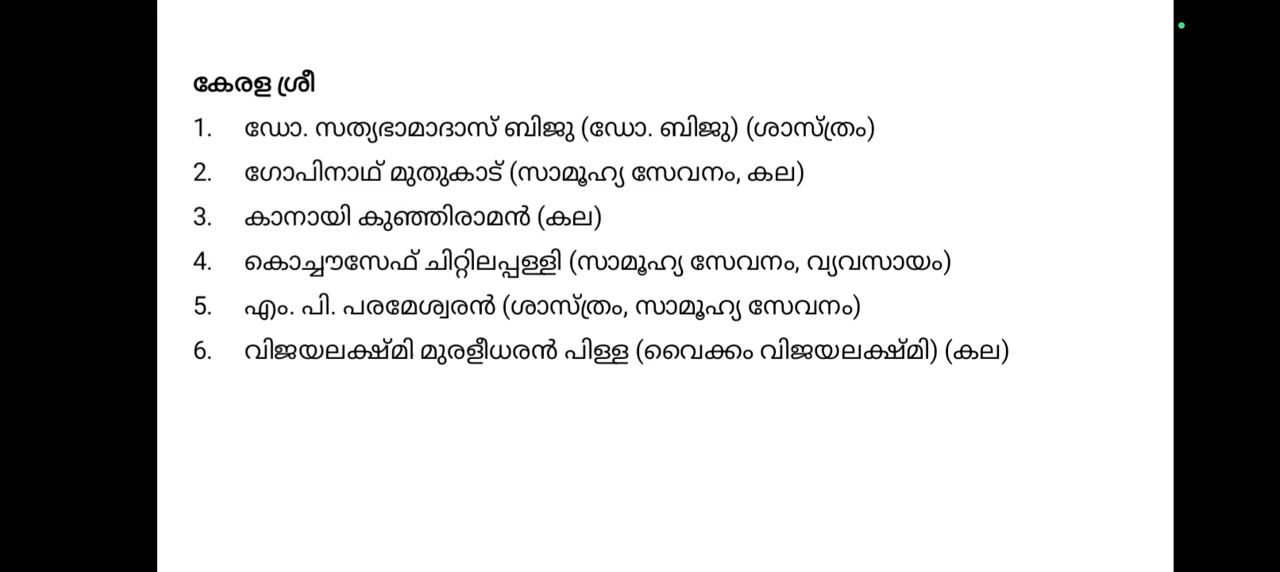 കേരള ശ്രീ
1. ഡോ. സത്യഭാമാദാസ് ബിജു (ഡോ. ബിജു) (ശാസ്ത്രം)
2. ഗോപിനാഥ് മുതുകാട് (സാമൂഹ്യ സേവനം, കല)
3. കാനായി കുഞ്ഞിരാമൻ (കല)
4. കൊച്ചൗസേഫ് ചിറ്റിലപ്പള്ളി (സാമൂഹ്യ സേവനം, വ്യവസായം)
5. എം. പി. പരമേശ്വരൻ (ശാസ്ത്രം, സാമൂഹ്യ സേവനം)
6. വിജയലക്ഷ്മി മുരളീധരൻ പിള്ള (വൈക്കം വിജയലക്ഷ്മി) (കല)